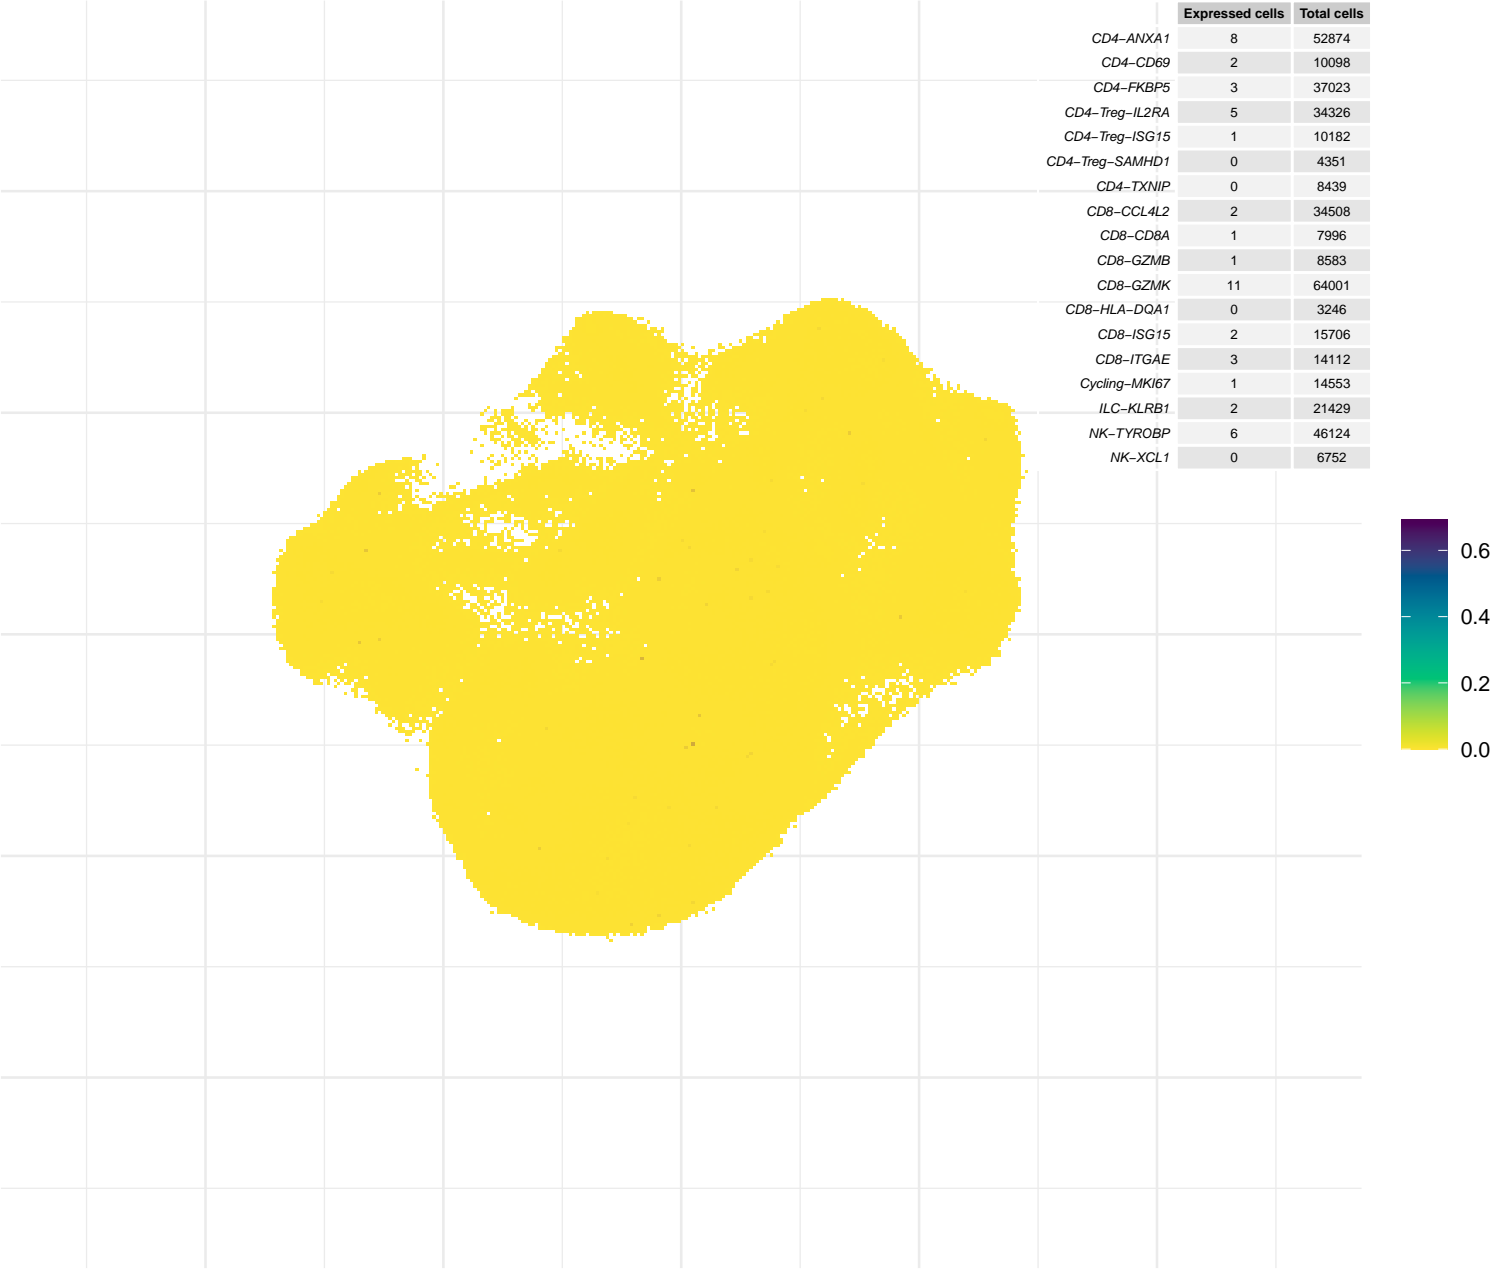 Expressed cells Total cells
CD4−ANXA1 8 52874
CD4−CD69 2 10098
CD4−FKBP5 3 37023
CD4−Treg−IL2RA 5 34326
CD4−Treg−ISG15 1 10182
CD4−Treg−SAMHD1 0 4351
CD4−TXNIP 0 8439
CD8−CCL4L2 2 34508
CD8−CD8A 1 7996
CD8−GZMB 1 8583
CD8−GZMK 11 64001
CD8−HLA−DQA1 0 3246
CD8−ISG15 2 15706
CD8−ITGAE 3 14112
Cycling−MKI67 1 14553
ILC−KLRB1 2 21429
NK−TYROBP 6 46124
NK−XCL1 0 6752
0.6
0.4
0.2
0.0